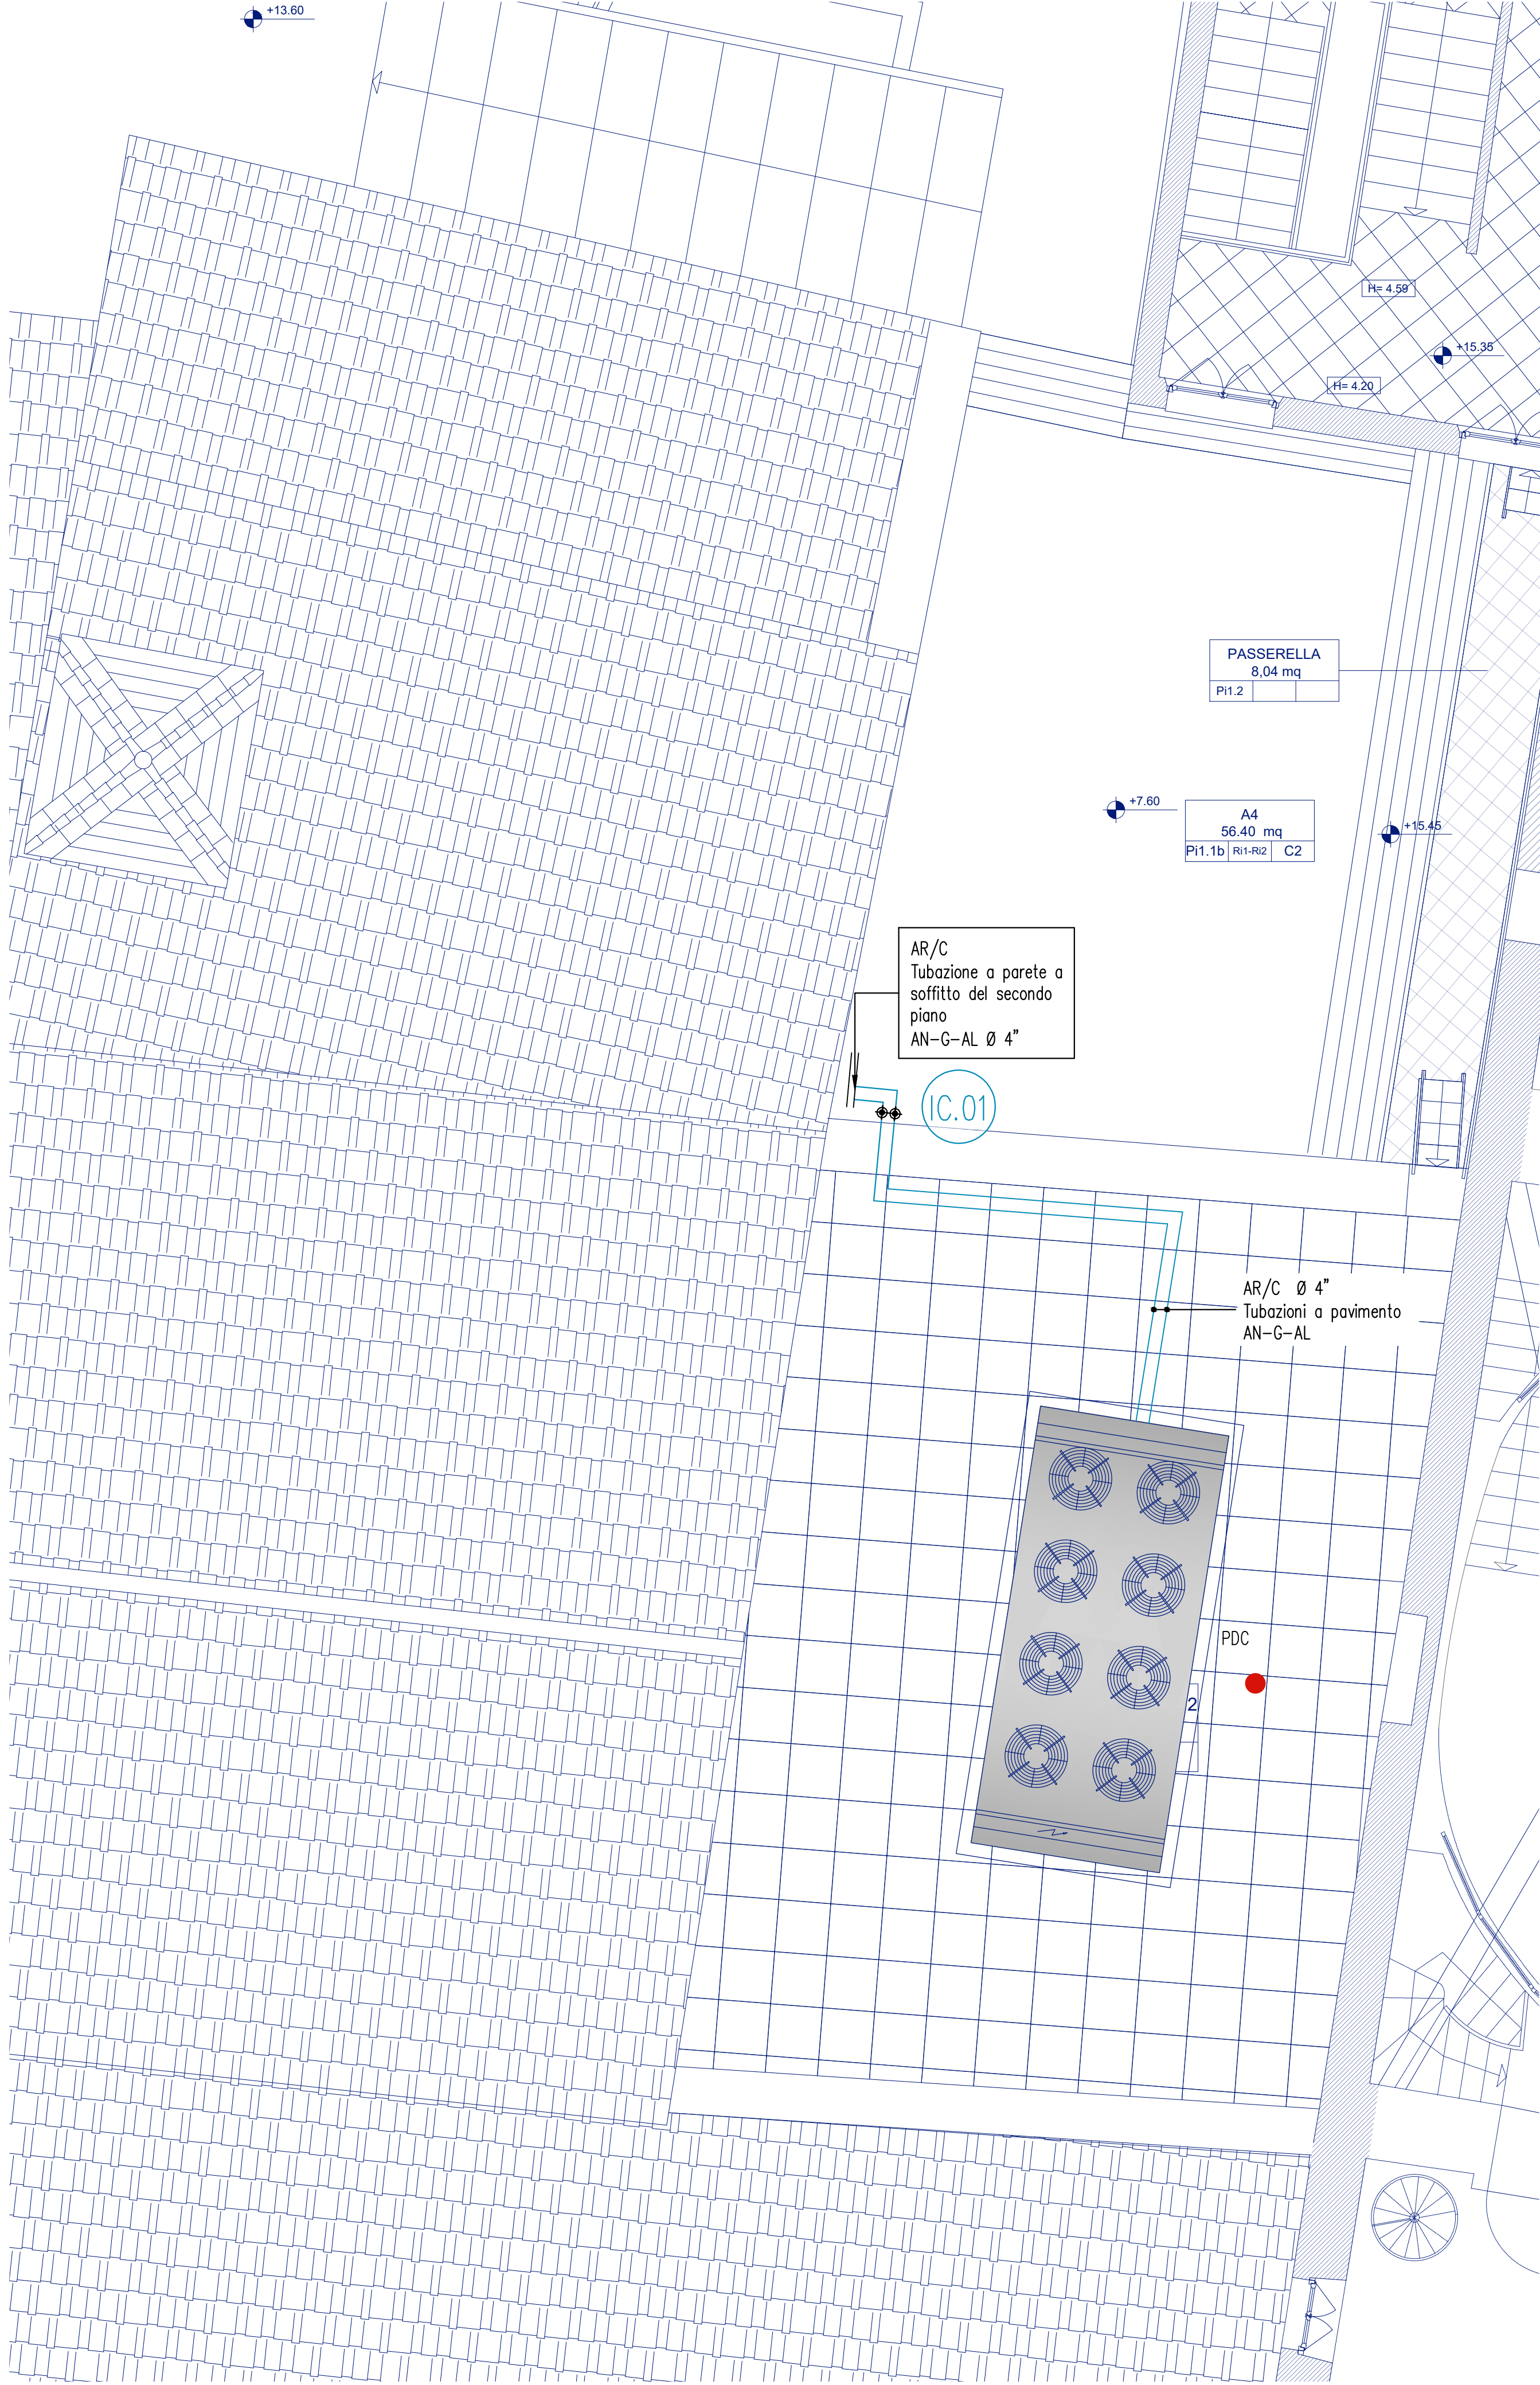 +13.60
H= 4.59
+15.35
H= 4.20
PASSERELLA
8,04 mq
Pi1.2
+7.60
A4
56.40 mq
Pi1.1b Ri1-Ri2 C2
+15.45
AR/C
Tubazione a parete a
soffitto del secondo
piano
AN-G-AL Ø 4"
IC.01
AR/C Ø 4"
Tubazioni a pavimento
AN-G-AL
PDC
2